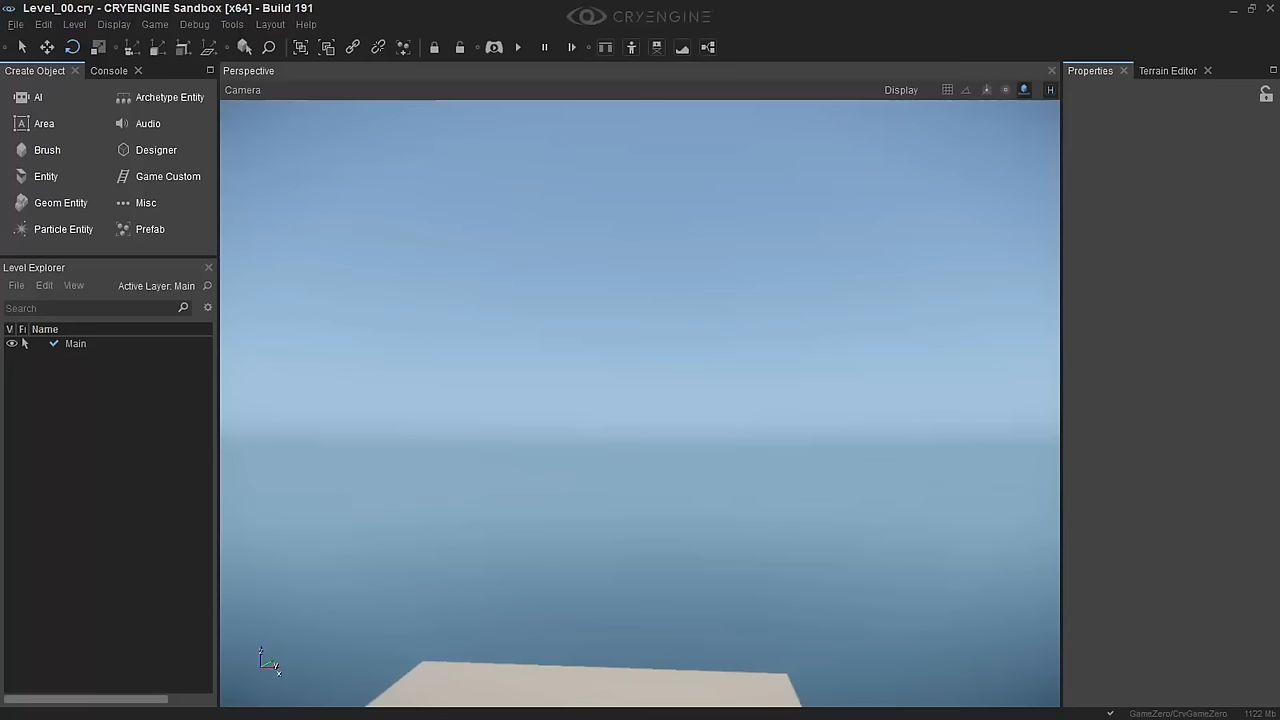 Level_00.cry - CRYENGINE Sandbox [x64] - Build 191
CRYENGINE
File Edit Level Display Game Debug Tools Layout Help
Create Object Console
Perspective
Properties Terrain Editor
Camera
Display
H
AI
Archetype Entity
Area
Audio
Brush
Designer
Entity
Game Custom
Geom Entity
Misc
Particle Entity
Prefab
Level Explorer
File Edit View Active Layer: Main
Search
V Name
Main
z
y
x
GameZero/CryGameZero 1122 Mb